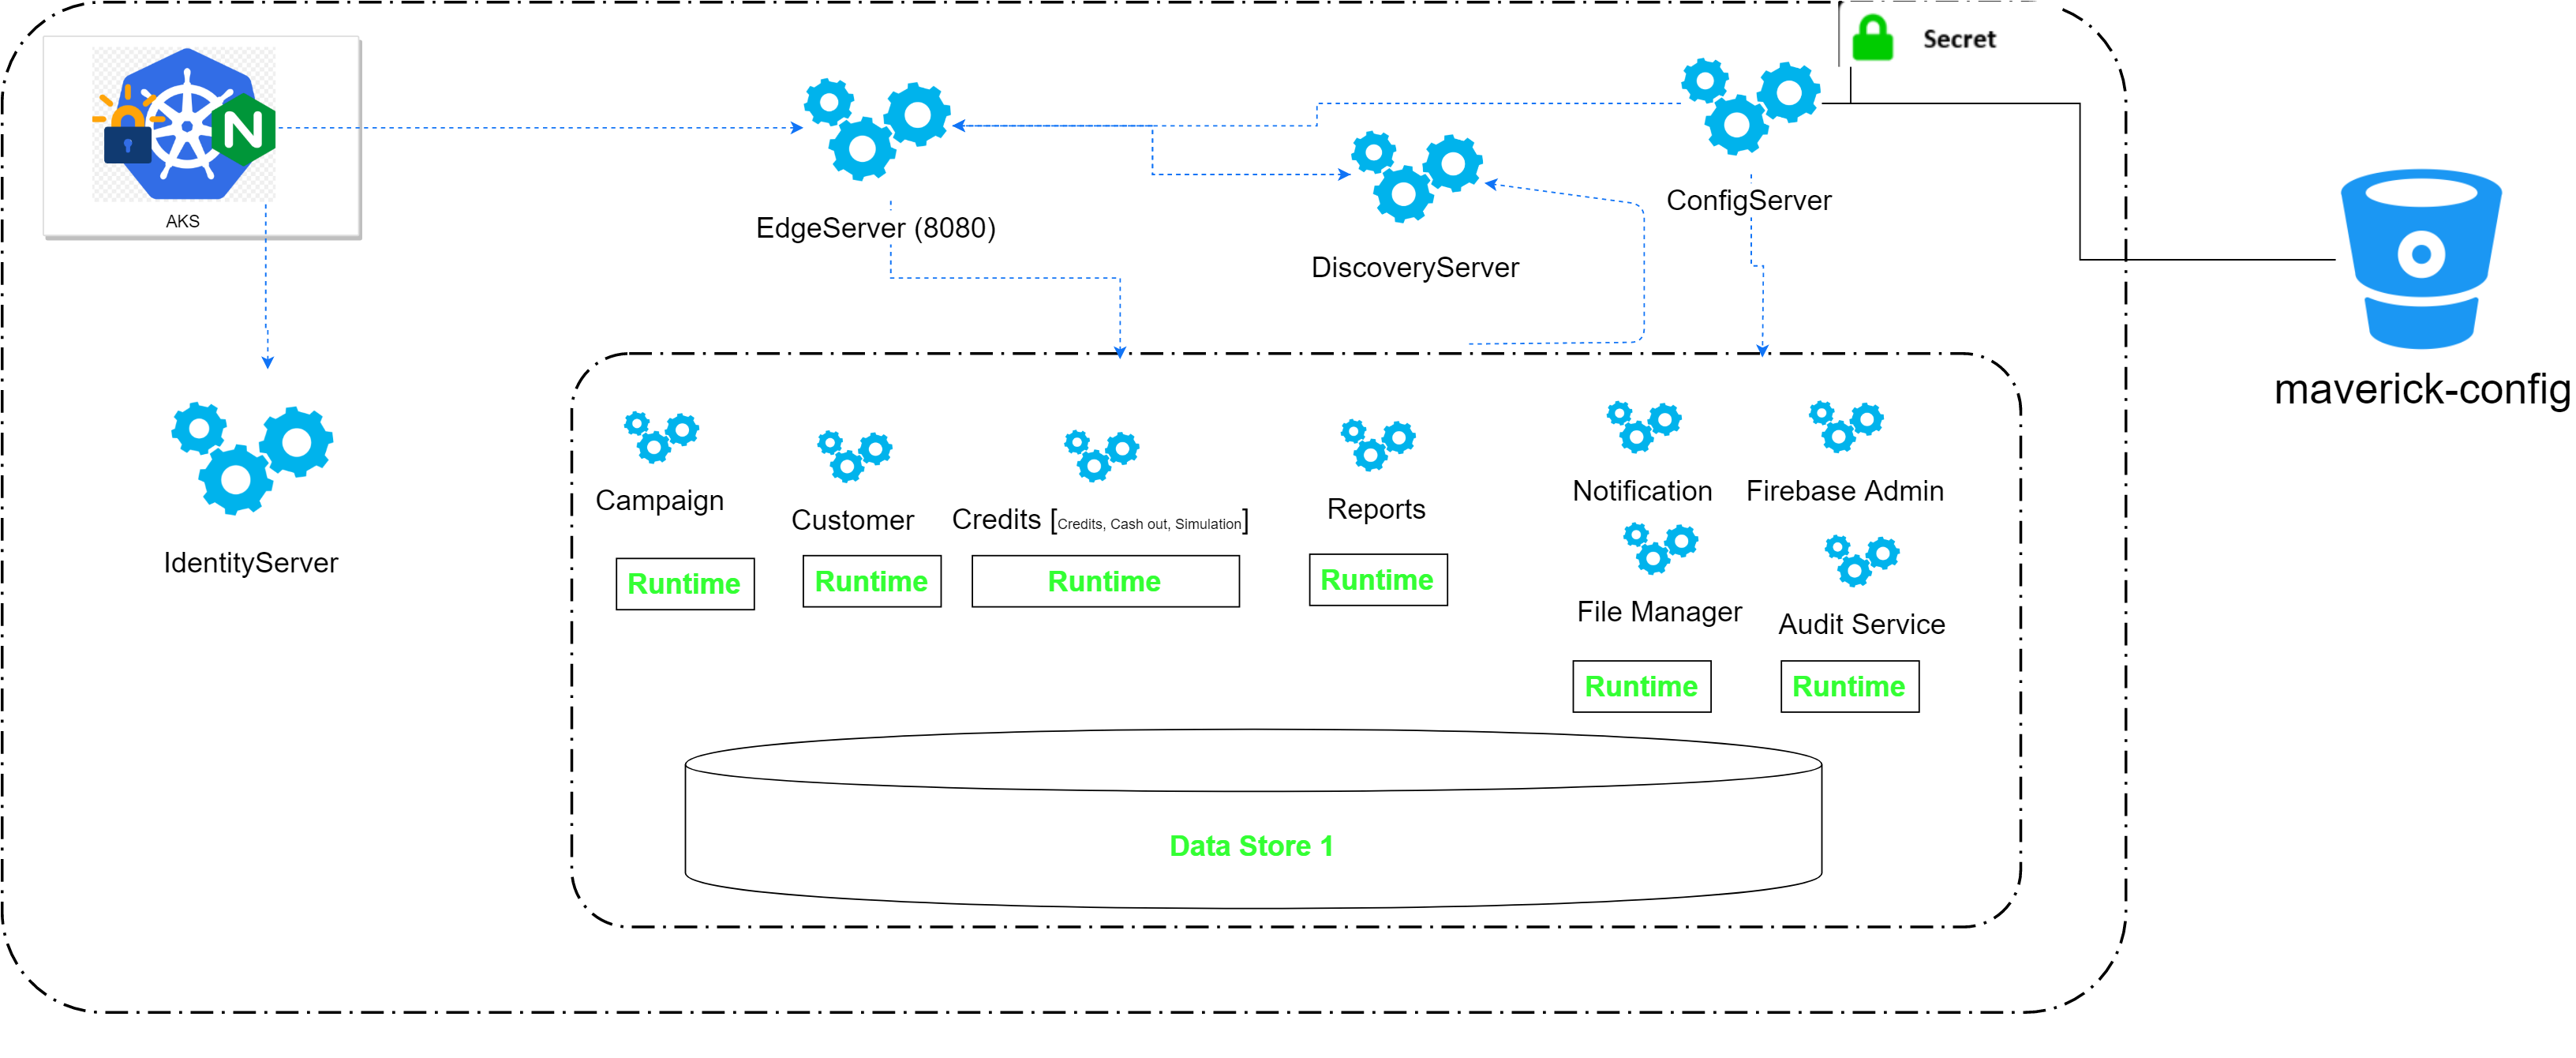 Secret
AKS
N
EdgeServer (8080)
ConfigServer
DiscoveryServer
maverick-config
IdentityServer
Campaign
Customer
Credits [Credits, Cash out, Simulation]
Reports
Notification
Firebase Admin
File Manager
Audit Service
Runtime
Runtime
Runtime
Runtime
Runtime
Runtime
Data Store 1